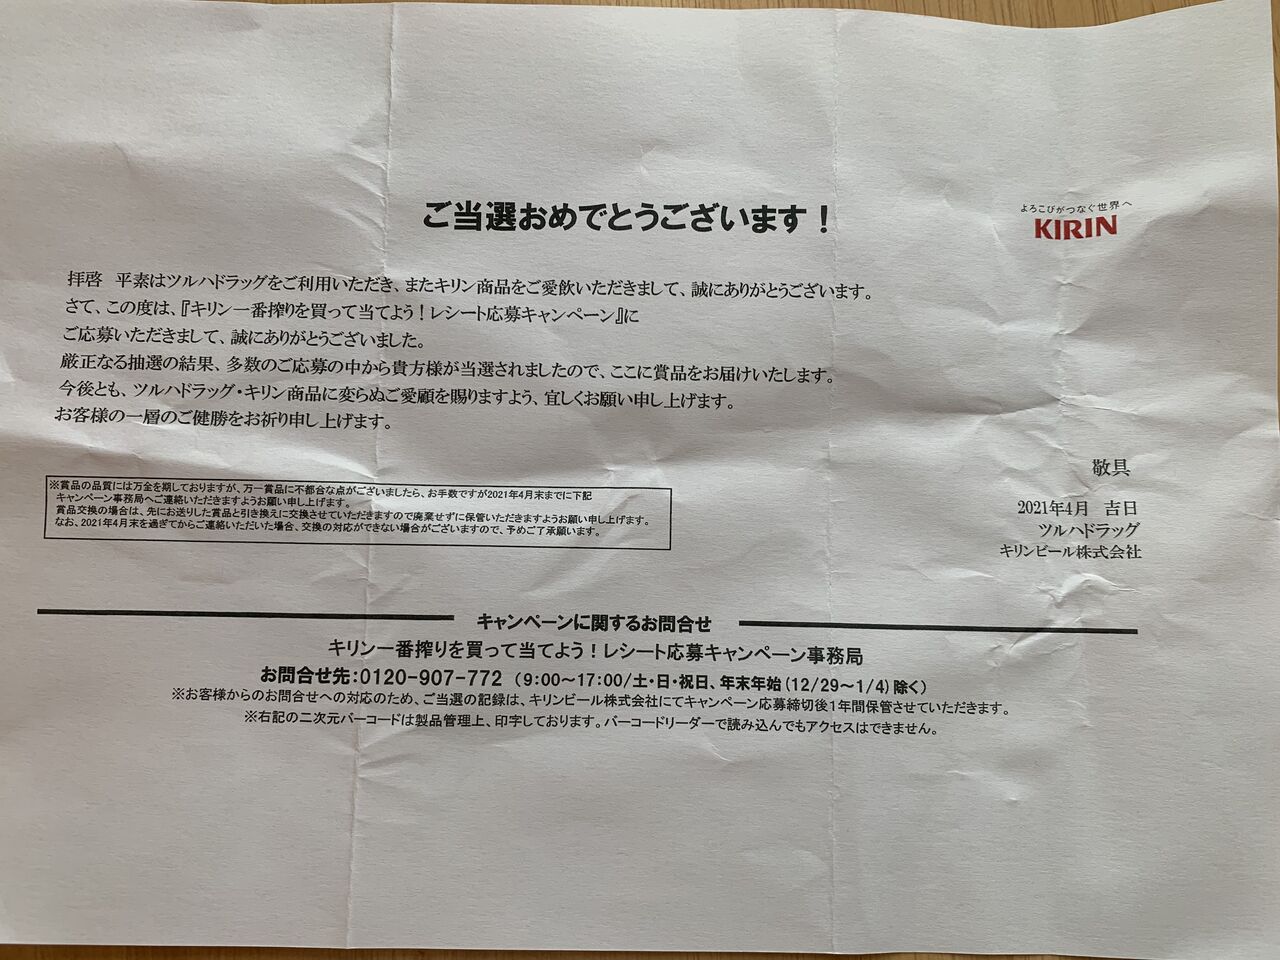 ご当選おめでとうございます！
よろこびがつなぐ世界へ
KIRIN
拝啓　平素はツルハドラッグをご利用いただき、またキリン商品をご愛飲いただきまして、誠にありがとうございます。
さて、この度は、『キリン一番搾りを買って当てよう！レシート応募キャンペーン』に
ご応募いただきまして、誠にありがとうございました。
厳正なる抽選の結果、多数のご応募の中から貴方様が当選されましたので、ここに賞品をお届けいたします。
今後とも、ツルハドラッグ・キリン商品に変らぬご愛顧を賜りますよう、宜しくお願い申し上げます。
お客様の一層のご健勝をお祈り申し上げます。
敬具
※賞品の品質には万全を期しておりますが、万一賞品に不都合な点がございましたら、お手数ですが2021年4月末までに下記
キャンペーン事務局へご連絡いただきますようお願い申し上げます。
賞品交換の場合は、先にお送りした賞品と引き換えに交換させていただきますので廃棄せずに保管いただきますようお願い申し上げます。
なお、2021年4月末を過ぎてからご連絡いただいた場合、交換の対応ができない場合がございますので、予めご了承願います。
2021年4月　吉日
ツルハドラッグ
キリンビール株式会社
キャンペーンに関するお問合せ
キリン一番搾りを買って当てよう！レシート応募キャンペーン事務局
お問合せ先：0120-907-772（9:00～17:00/土・日・祝日、年末年始(12/29～1/4)除く）
※お客様からのお問合せへの対応のため、ご当選の記録は、キリンビール株式会社にてキャンペーン応募締切後1年間保管させていただきます。
※右記の二次元バーコードは製品管理上、印字しております。バーコードリーダーで読み込んでもアクセスはできません。